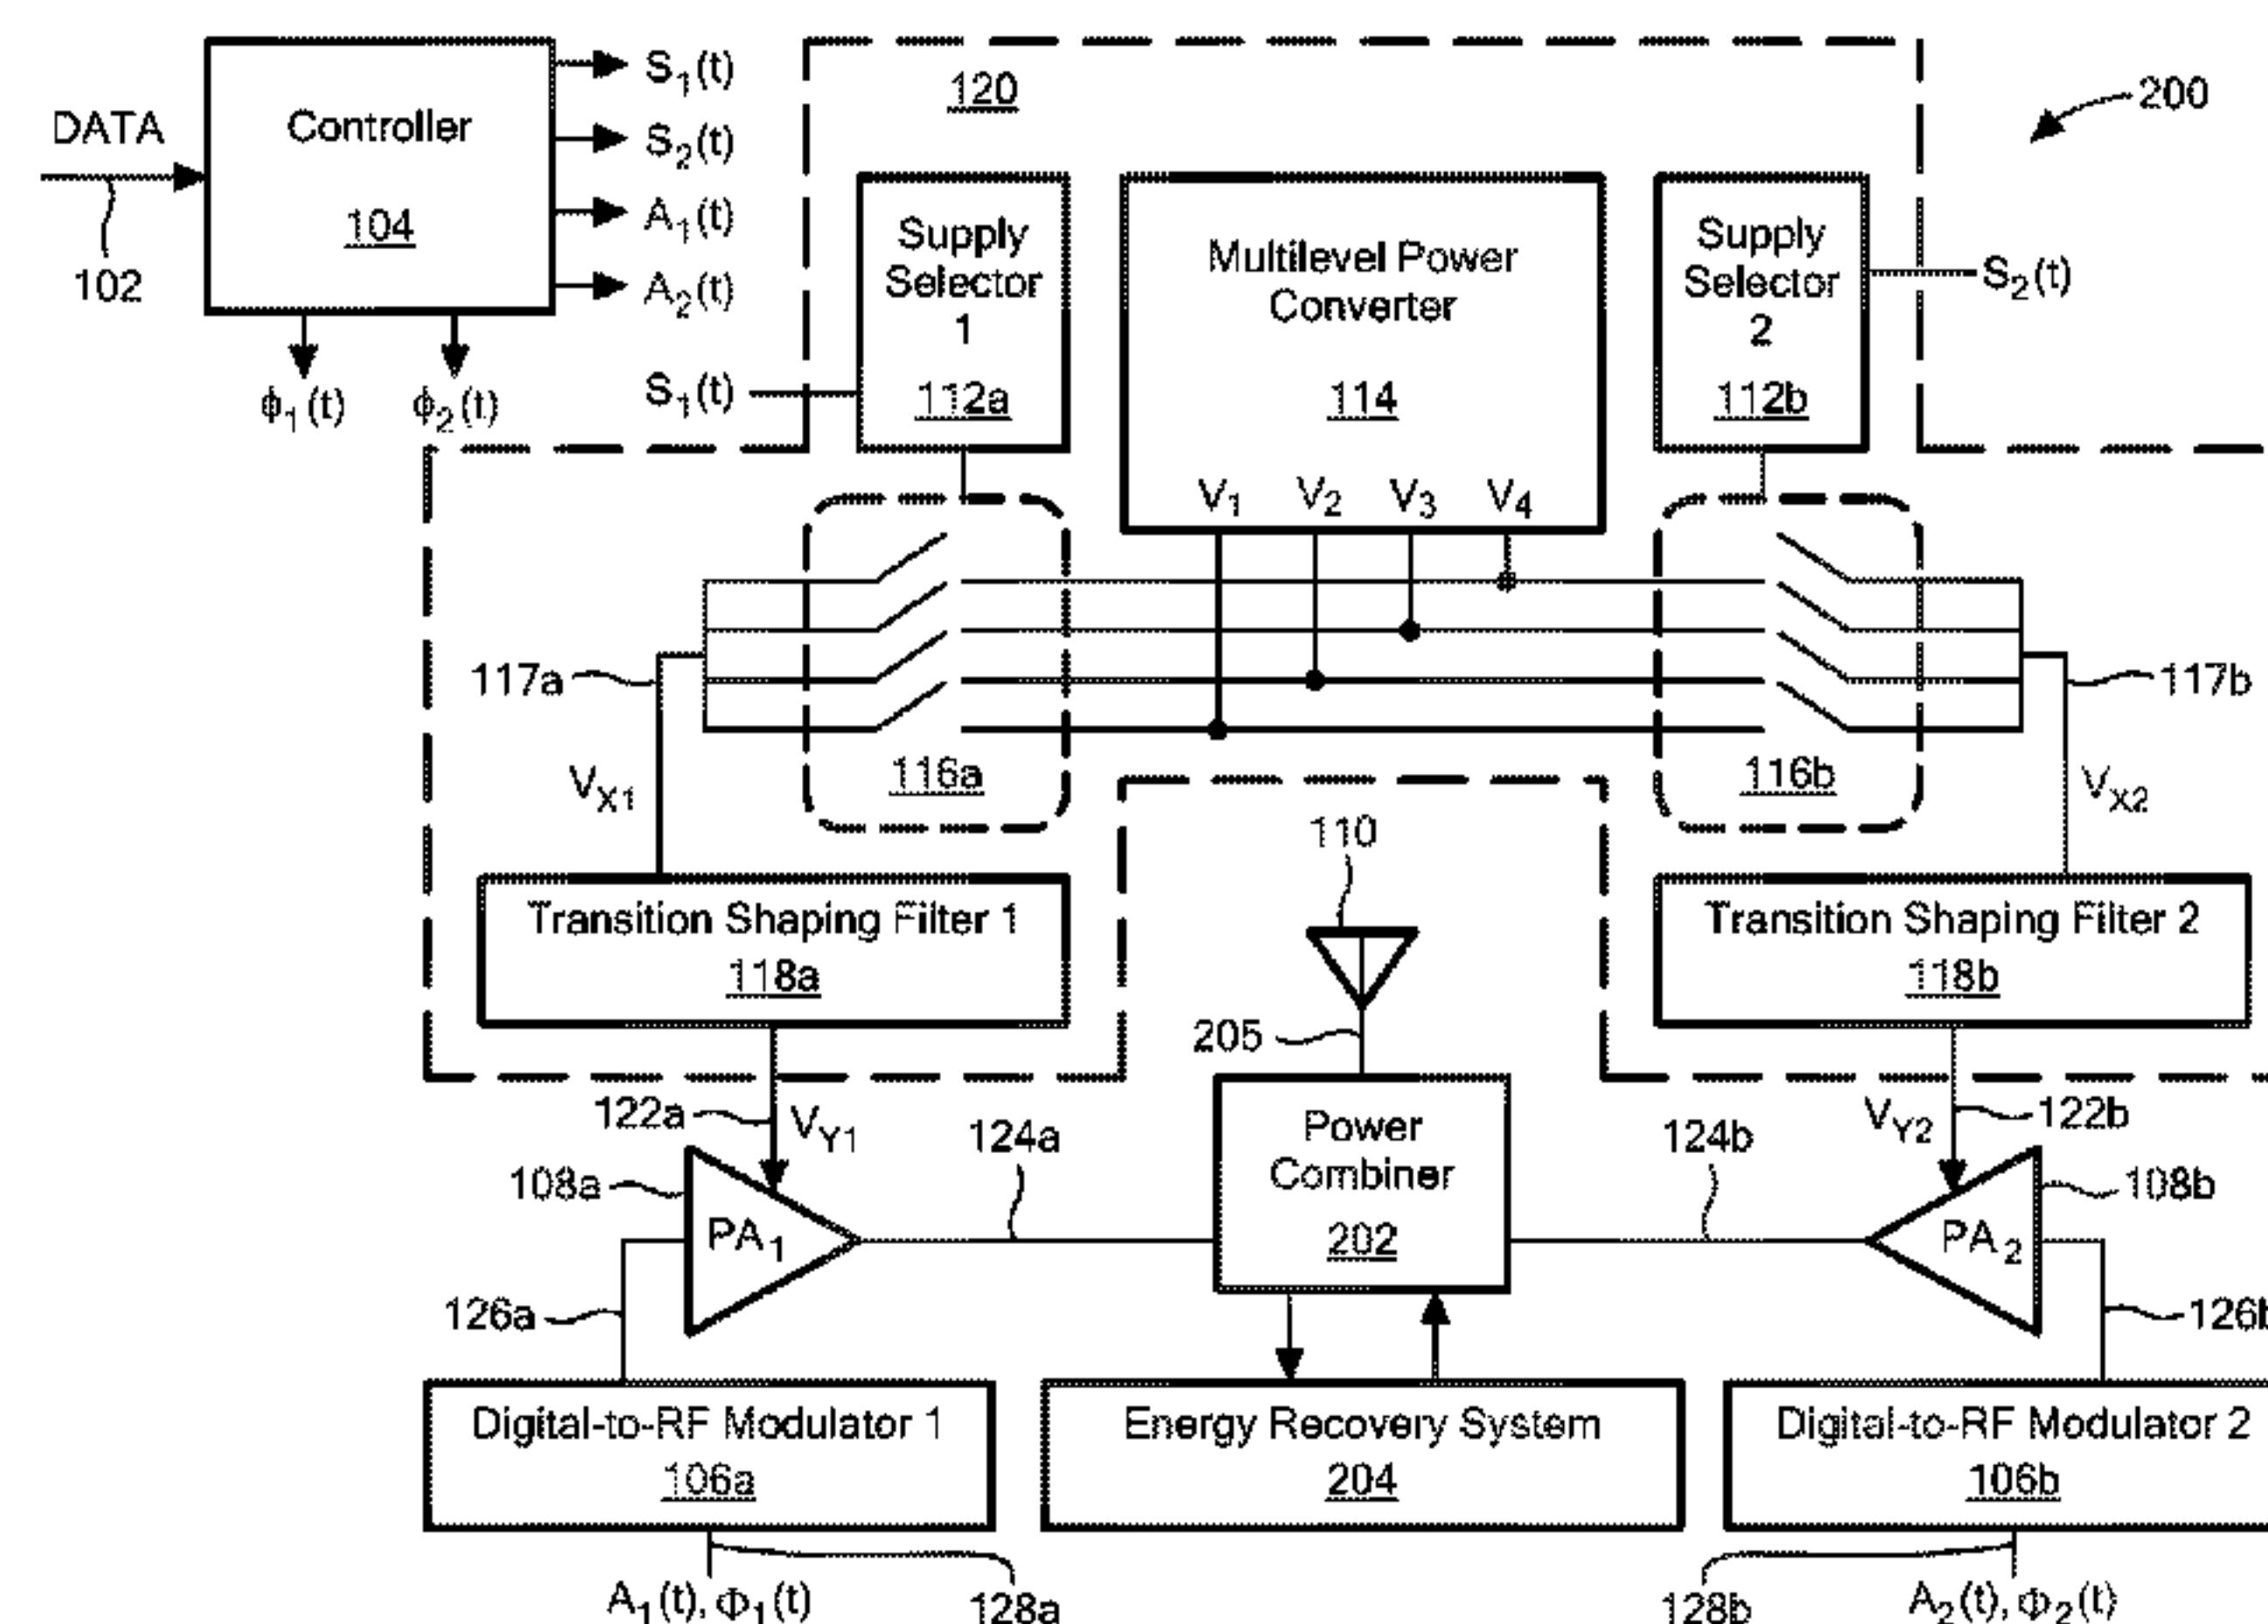 DATA
102
Controller
104
S₁(t)
S₂(t)
A₁(t)
A₂(t)
ϕ₁(t)
ϕ₂(t)
120
200
Supply
Selector
1
112a
S₁(t)
Multilevel Power
Converter
114
V₁ V₂ V₃ V₄
Supply
Selector
2
112b
S₂(t)
117a
116a
V_X1
117b
116b
V_X2
110
Transition Shaping Filter 1
118a
Transition Shaping Filter 2
118b
205
122a
V_Y1
V_Y2
122b
108a
PA₁
124a
Power
Combiner
202
124b
PA₂
108b
126a
126b
Digital-to-RF Modulator 1
106a
Energy Recovery System
204
Digital-to-RF Modulator 2
106b
A₁(t), Φ₁(t)
128a
128b
A₂(t), Φ₂(t)